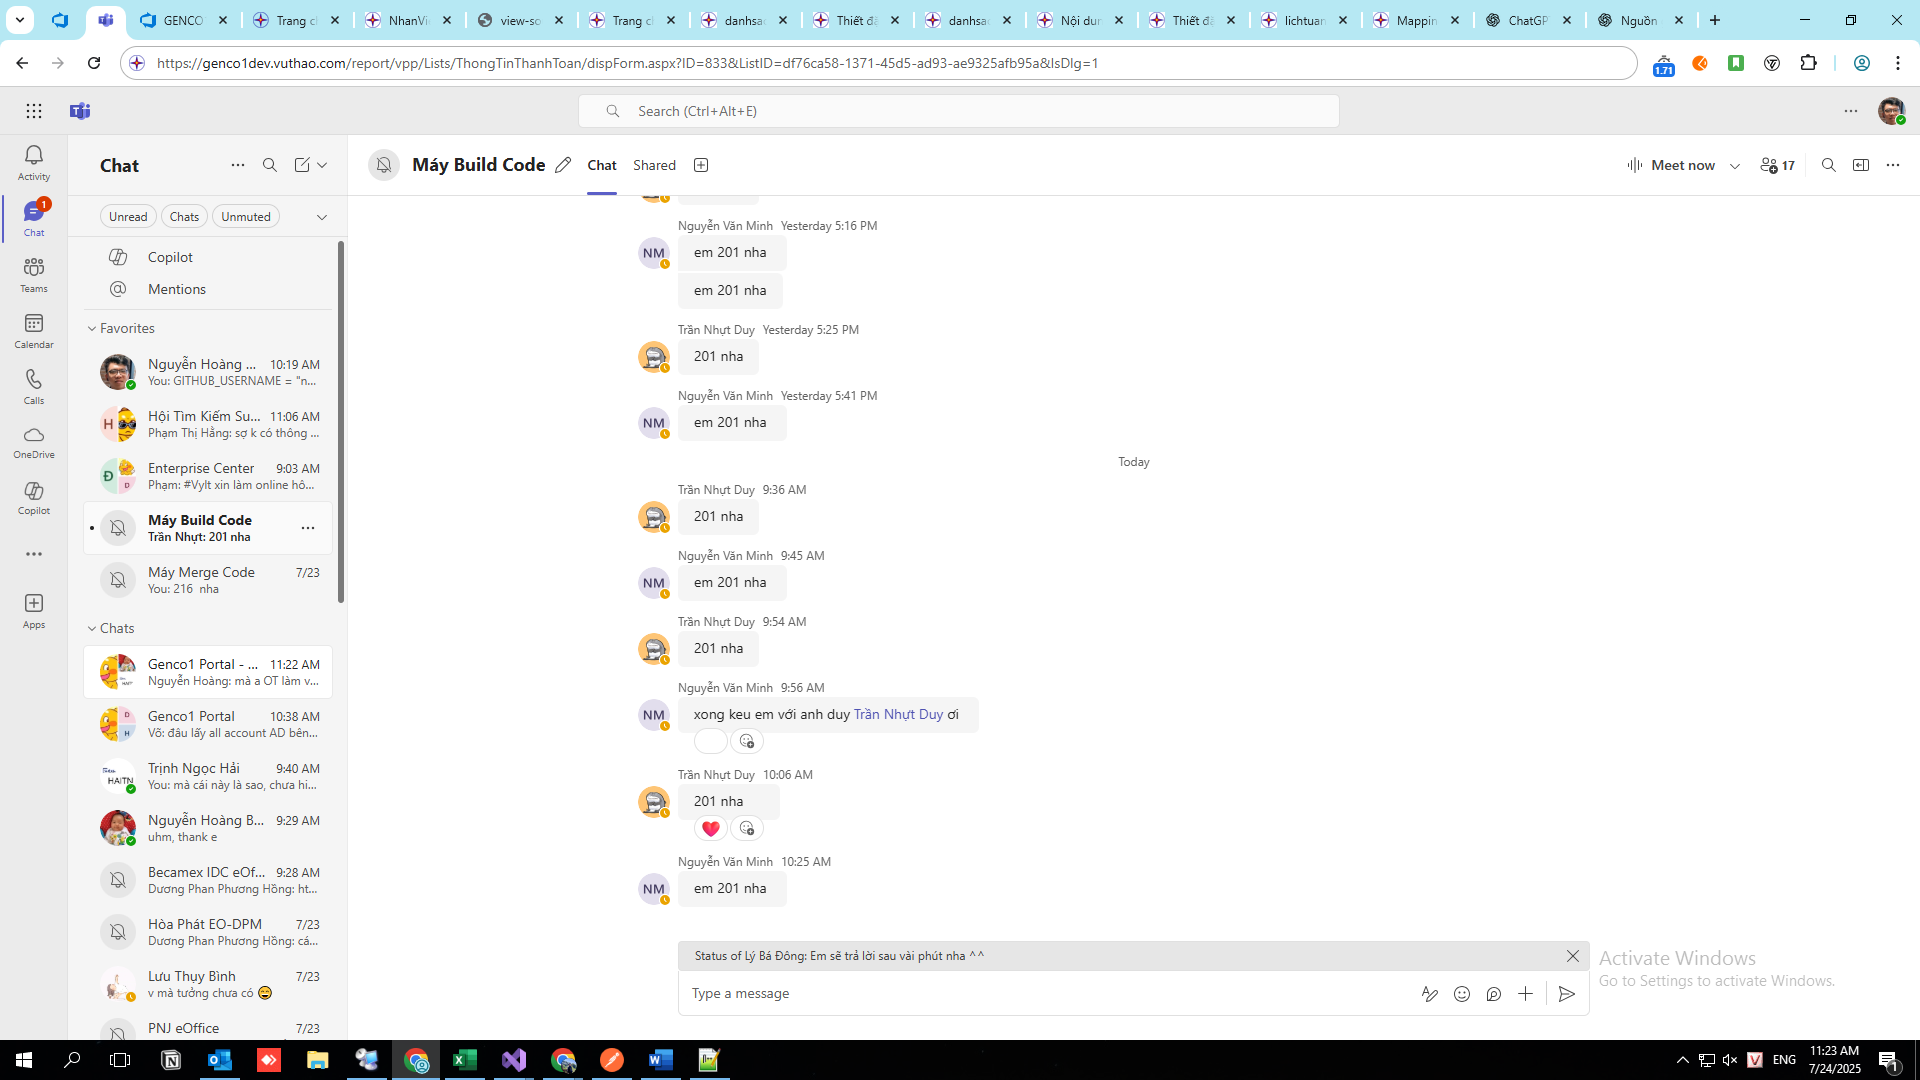 GENCO
Trang c
NhanVi
view-so
Trang c
danhsa
Thiết đặ
danhsa
Nội dun
Thiết đặ
lichtuan
Mappin
ChatGP
Nguồn
https://genco1dev.vuthao.com/report/vpp/Lists/ThongTinThanhToan/dispForm.aspx?ID=833&ListID=df76ca58-1371-45d5-ad93-ae9325afb95a&IsDlg=1
1.71
Search (Ctrl+Alt+E)
Activity
1
Chat
Teams
Calendar
Calls
OneDrive
Copilot
Apps
Chat
Unread
Chats
Unmuted
Copilot
Mentions
Favorites
Nguyễn Hoàng ... 10:19 AM
You: GITHUB_USERNAME = "n...
Hội Tìm Kiếm Su... 11:06 AM
Phạm Thị Hằng: sợ k có thông ...
Enterprise Center 9:03 AM
Phạm: #Vylt xin làm online hô...
Máy Build Code
Trần Nhựt: 201 nha
Máy Merge Code 7/23
You: 216 nha
Chats
Genco1 Portal - ... 11:22 AM
Nguyễn Hoàng: mà a OT làm v...
Genco1 Portal 10:38 AM
Võ: đâu lấy all account AD bên...
Trịnh Ngọc Hải 9:40 AM
You: mà cái này là sao, chưa hi...
Nguyễn Hoàng B... 9:29 AM
uhm, thank e
Becamex IDC eOf... 9:28 AM
Dương Phan Phương Hồng: ht...
Hòa Phát EO-DPM 7/23
Dương Phan Phương Hồng: cá...
Lưu Thụy Bình 7/23
v mà tưởng chưa có 😄
PNJ eOffice 7/23
Máy Build Code
Chat
Shared
Meet now
17
Nguyễn Văn Minh Yesterday 5:16 PM
NM
em 201 nha
em 201 nha
Trần Nhựt Duy Yesterday 5:25 PM
201 nha
Nguyễn Văn Minh Yesterday 5:41 PM
NM
em 201 nha
Today
Trần Nhựt Duy 9:36 AM
201 nha
Nguyễn Văn Minh 9:45 AM
NM
em 201 nha
Trần Nhựt Duy 9:54 AM
201 nha
Nguyễn Văn Minh 9:56 AM
NM
xong keu em với anh duy Trần Nhựt Duy ơi
Trần Nhựt Duy 10:06 AM
201 nha
Nguyễn Văn Minh 10:25 AM
NM
em 201 nha
Status of Lý Bá Đông: Em sẽ trả lời sau vài phút nha ^^
Type a message
Activate Windows
Go to Settings to activate Windows.
ENG
11:23 AM
7/24/2025
1